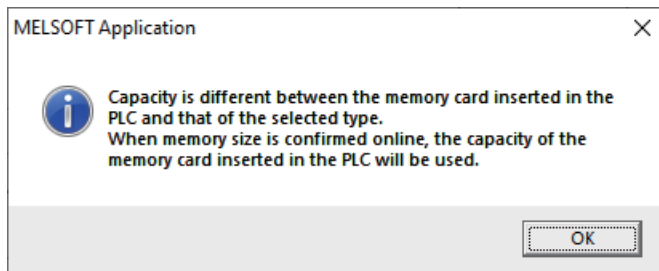 MELSOFT Application
Capacity is different between the memory card inserted in the
PLC and that of the selected type.
When memory size is confirmed online, the capacity of the
memory card inserted in the PLC will be used.
OK